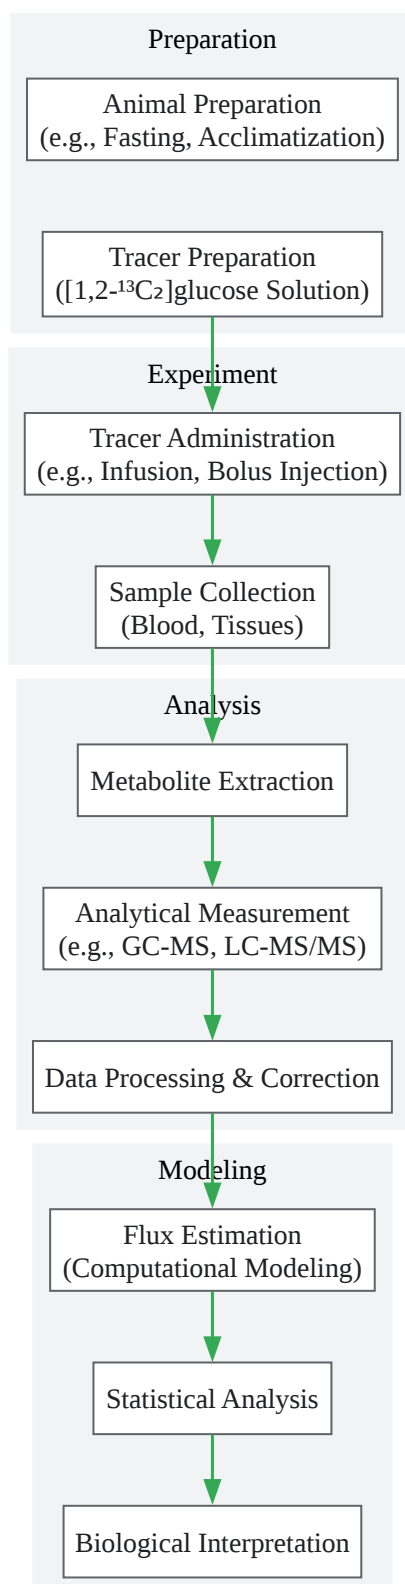 Preparation
Animal Preparation
(e.g., Fasting, Acclimatization)
Tracer Preparation
([1,2-¹³C₂]glucose Solution)
Experiment
Tracer Administration
(e.g., Infusion, Bolus Injection)
Sample Collection
(Blood, Tissues)
Analysis
Metabolite Extraction
Analytical Measurement
(e.g., GC-MS, LC-MS/MS)
Data Processing & Correction
Modeling
Flux Estimation
(Computational Modeling)
Statistical Analysis
Biological Interpretation